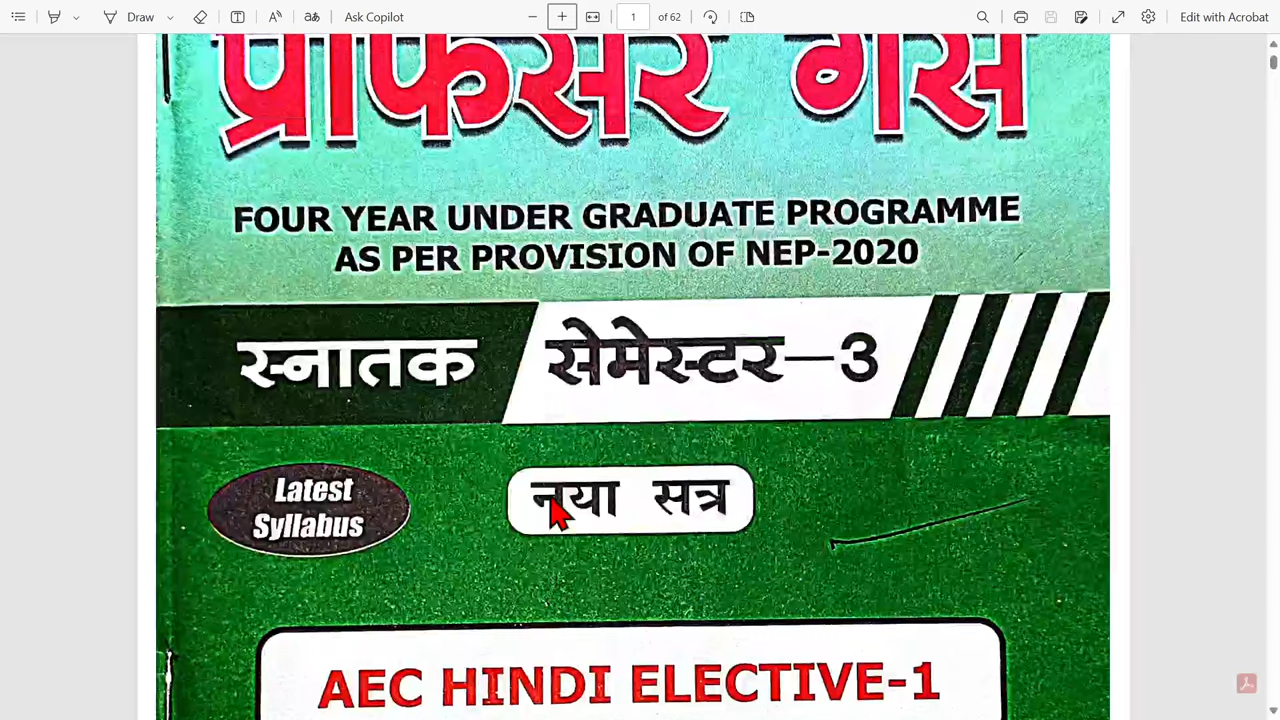 Draw
Ask Copilot
1 of 62
Edit with Acrobat
प्रोफेसर गेस
FOUR YEAR UNDER GRADUATE PROGRAMME
AS PER PROVISION OF NEP-2020
स्नातक सेमेस्टर–3
Latest
Syllabus
नया सत्र
AEC HINDI ELECTIVE-1